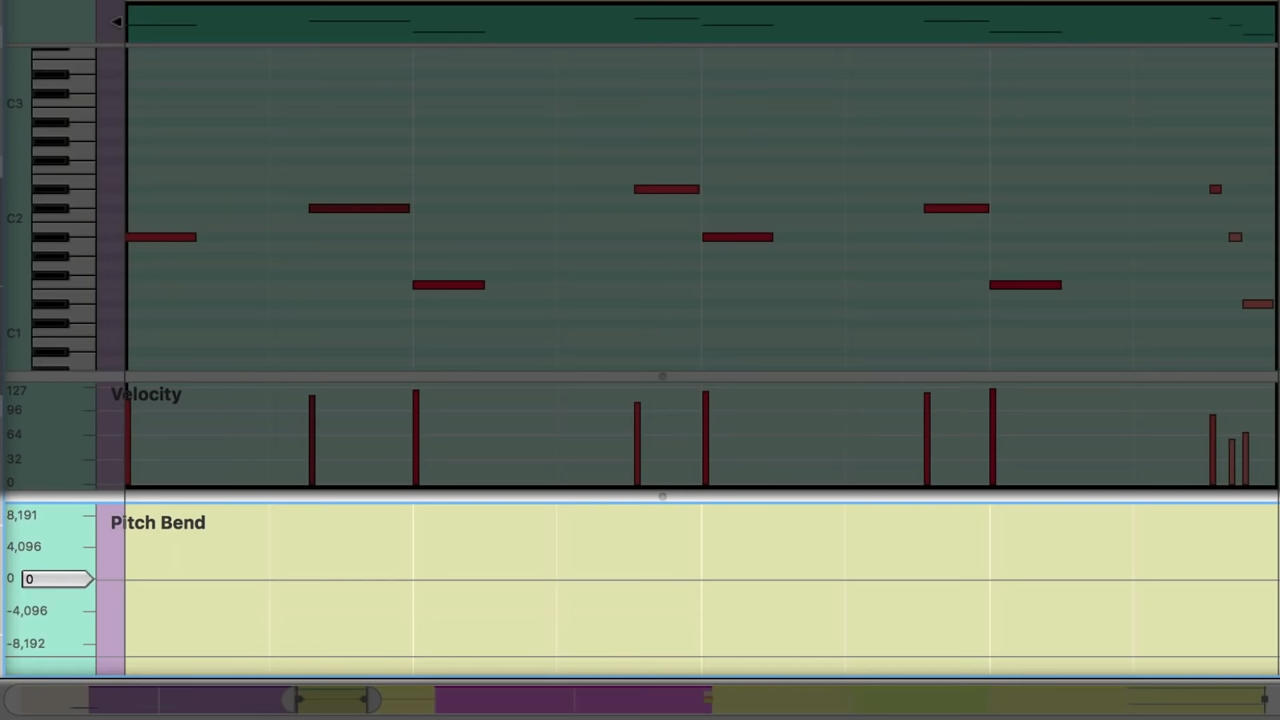 C3
C2
C1
Velocity
127
96
64
32
0
8,191
Pitch Bend
4,096
0
0
-4,096
-8,192